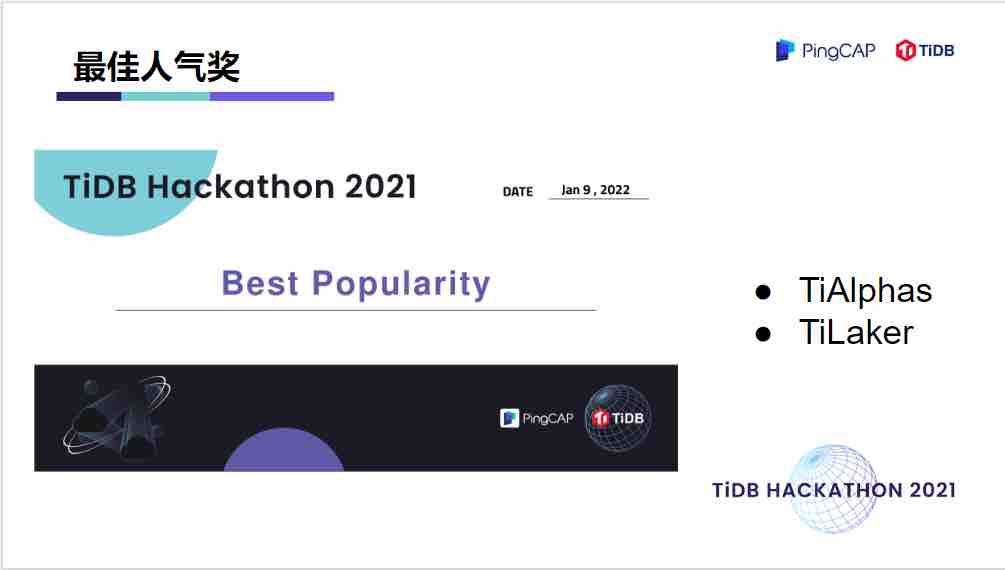 最佳人气奖
PingCAP
TiDB
TiDB Hackathon 2021
DATE Jan 9 , 2022
Best Popularity
● TiAlphas
● TiLaker
PingCAP
TiDB
TiDB HACKATHON 2021